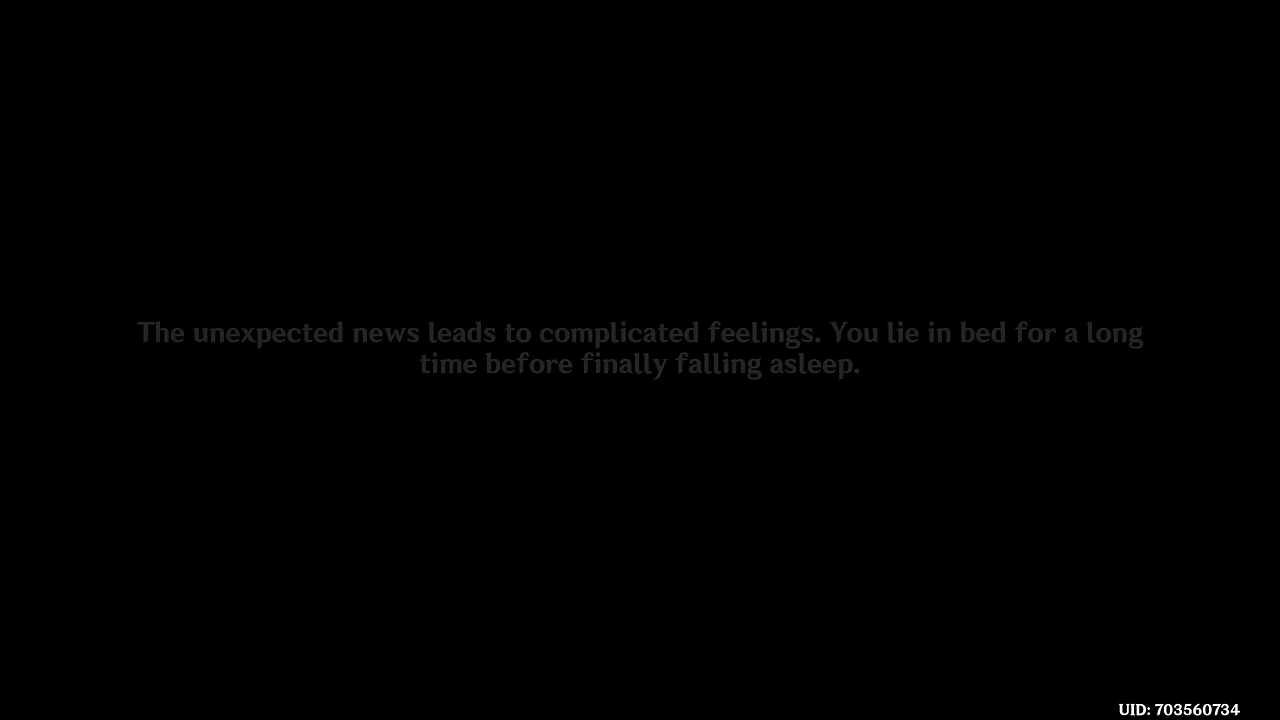 The unexpected news leads to complicated feelings. You lie in bed for a long
time before finally falling asleep.
UID: 703560734